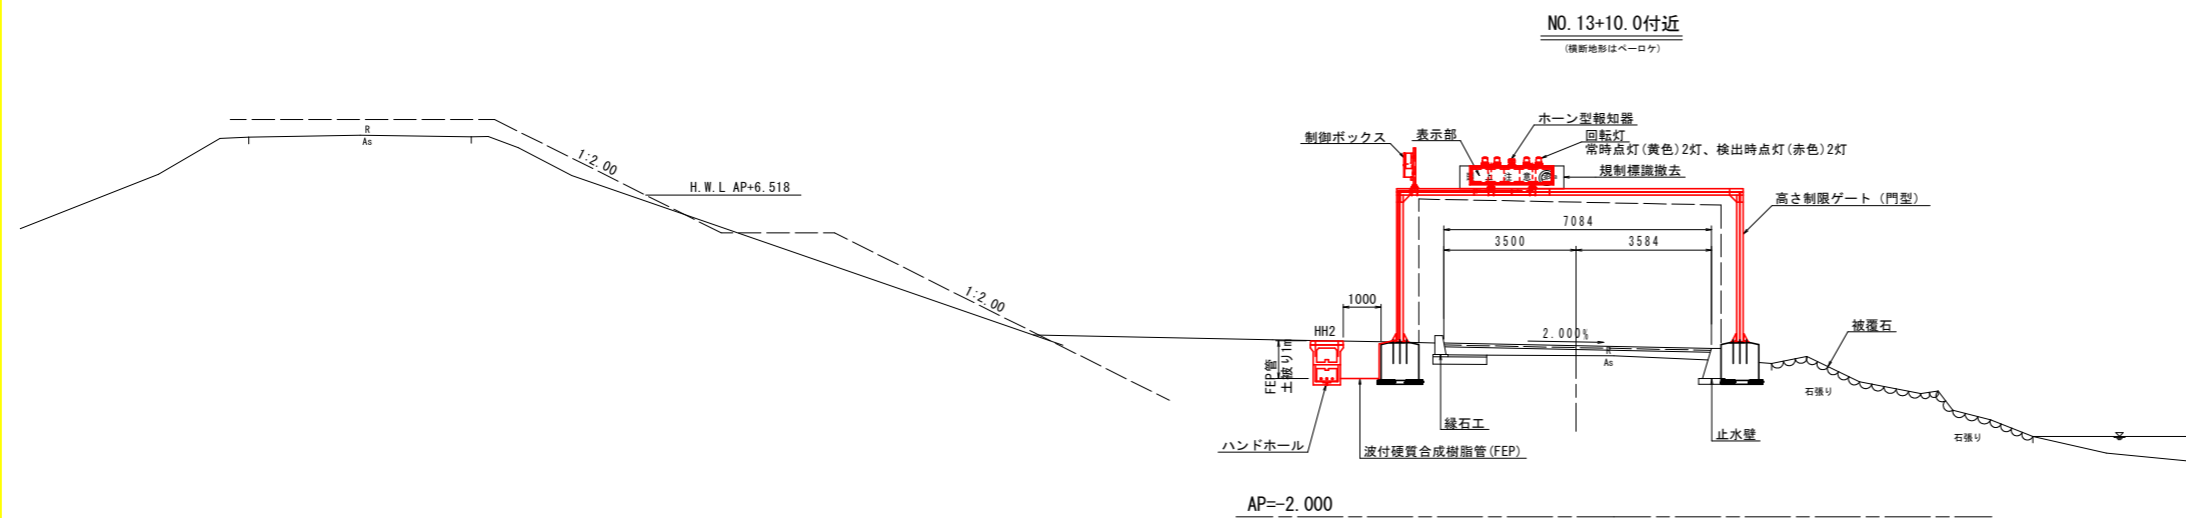 NO.13+10.0付近
(横断地形はペーロケ)
ホーン型報知器
回転灯
常時点灯(黄色)2灯、検出時点灯(赤色)2灯
制御ボックス
表示部
規制標識撤去
注
意
R
As
1:2.00
H.W.L AP+6.518
高さ制限ゲート (門型)
7084
3500
3584
1:2.00
1000
HH2
2.000%
R
As
被覆石
FEP管
土被り1m
石張り
縁石工
止水壁
石張り
ハンドホール
波付硬質合成樹脂管(FEP)
AP=-2.000